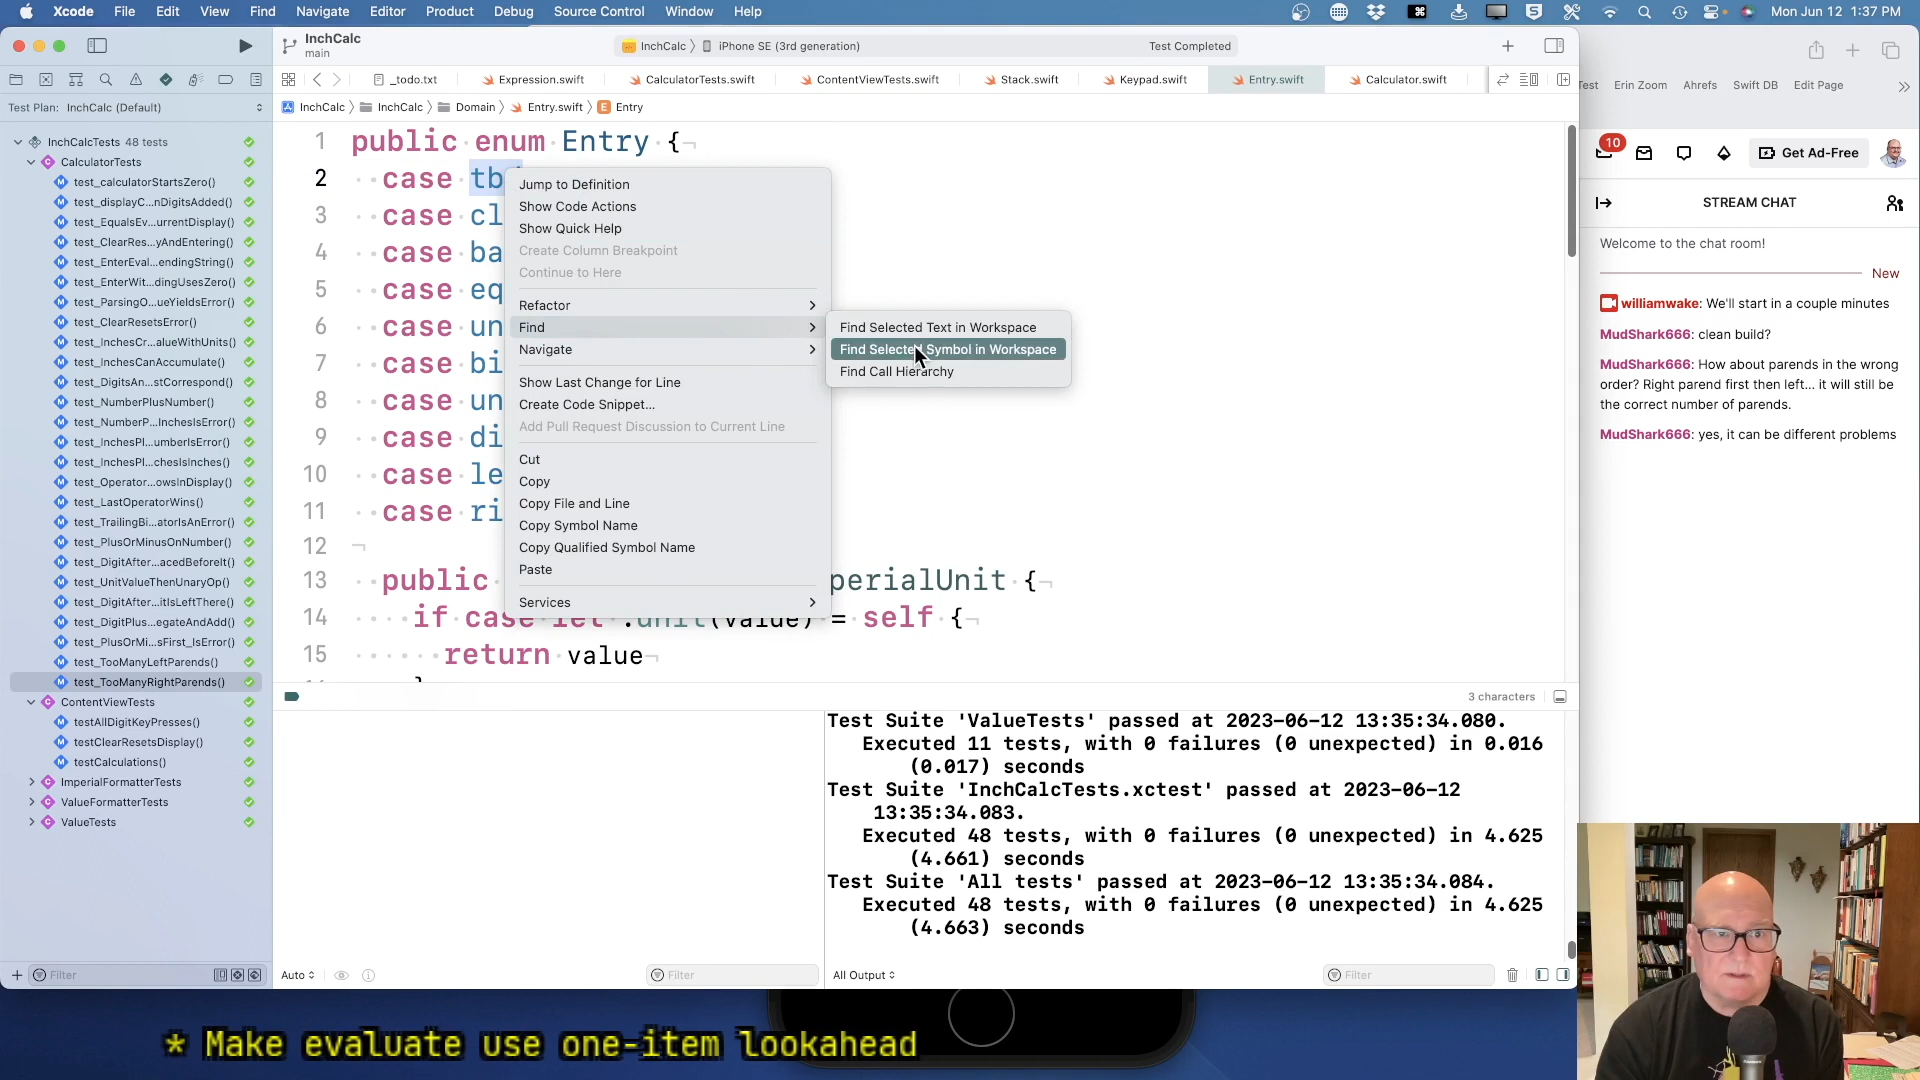 Xcode File Edit View Find Navigate Editor Product Debug Source Control Window Help
Mon Jun 12 1:37 PM
InchCalc
main
InchCalc 〉 iPhone SE (3rd generation) Test Completed
_todo.txt Expression.swift CalculatorTests.swift ContentViewTests.swift Stack.swift Keypad.swift Entry.swift Calculator.swift
Test Plan: InchCalc (Default)
InchCalc 〉 InchCalc 〉 Domain 〉 Entry.swift 〉 E Entry
InchCalcTests 48 tests
CalculatorTests
test_calculatorStartsZero()
test_displayC...nDigitsAdded()
test_EqualsEv...urrentDisplay()
test_ClearRes...yAndEntering()
test_EnterEval...endingString()
test_EnterWit...dingUsesZero()
test_ParsingO...ueYieldsError()
test_ClearResetsError()
test_InchesCr...alueWithUnits()
test_InchesCanAccumulate()
test_DigitsAn...stCorrespond()
test_NumberPlusNumber()
test_NumberP...InchesIsError()
test_InchesPl...umberIsError()
test_InchesPl...chesIsInches()
test_Operator...owsInDisplay()
test_LastOperatorWins()
test_TrailingBi...atorIsAnError()
test_PlusOrMinusOnNumber()
test_DigitAfter...acedBeforeIt()
test_UnitValueThenUnaryOp()
test_DigitAfter...itIsLeftThere()
test_DigitPlus...egateAndAdd()
test_PlusOrMi...sFirst_IsError()
test_TooManyLeftParends()
test_TooManyRightParends()
ContentViewTests
testAllDigitKeyPresses()
testClearResetsDisplay()
testCalculations()
ImperialFormatterTests
ValueFormatterTests
ValueTests
Filter
1 public enum Entry {
2 case tb
3 case cl
4 case ba
5 case eq
6 case un
7 case bi
8 case un
9 case di
10 case le
11 case ri
12
13 public perialUnit {
14 if case let .unit(value) = self {
15 return value
Jump to Definition
Show Code Actions
Show Quick Help
Create Column Breakpoint
Continue to Here
Refactor
Find
Navigate
Show Last Change for Line
Create Code Snippet...
Add Pull Request Discussion to Current Line
Cut
Copy
Copy File and Line
Copy Symbol Name
Copy Qualified Symbol Name
Paste
Services
Find Selected Text in Workspace
Find Selected Symbol in Workspace
Find Call Hierarchy
3 characters
Test Suite 'ValueTests' passed at 2023-06-12 13:35:34.080.
Executed 11 tests, with 0 failures (0 unexpected) in 0.016
(0.017) seconds
Test Suite 'InchCalcTests.xctest' passed at 2023-06-12
13:35:34.083.
Executed 48 tests, with 0 failures (0 unexpected) in 4.625
(4.661) seconds
Test Suite 'All tests' passed at 2023-06-12 13:35:34.084.
Executed 48 tests, with 0 failures (0 unexpected) in 4.625
(4.663) seconds
Auto
Filter
All Output
Filter
est Erin Zoom Ahrefs Swift DB Edit Page
10
Get Ad-Free
STREAM CHAT
Welcome to the chat room!
New
williamwake: We'll start in a couple minutes
MudShark666: clean build?
MudShark666: How about parends in the wrong
order? Right parend first then left... it will still be
the correct number of parends.
MudShark666: yes, it can be different problems
* Make evaluate use one-item lookahead